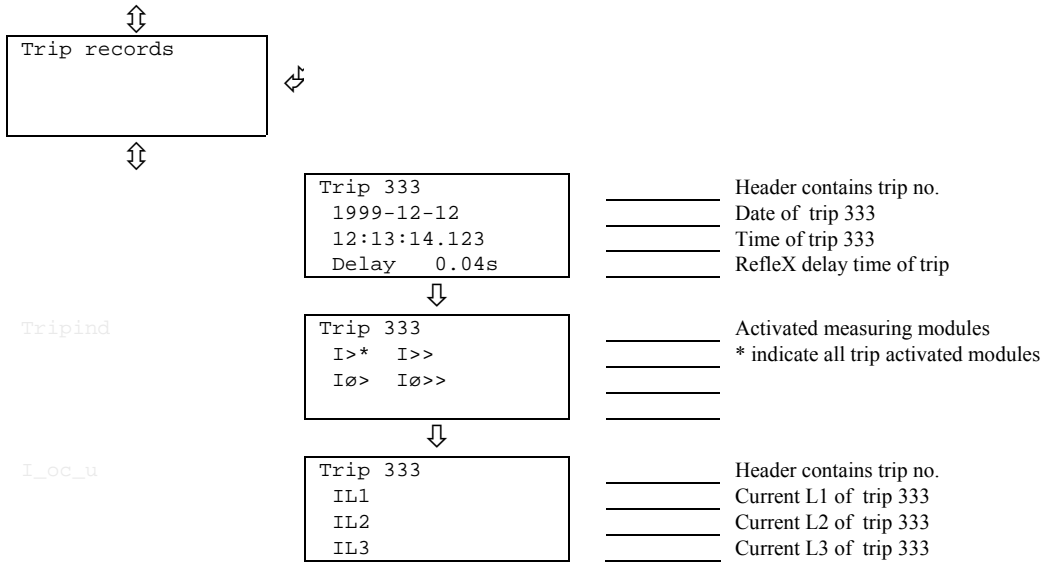 Trip records
Trip 333 Header contains trip no.
1999-12-12 Date of trip 333
12:13:14.123 Time of trip 333
Delay 0.04s RefleX delay time of trip
Tripind Trip 333 Activated measuring modules
I>* I>> * indicate all trip activated modules
Iø> Iø>>
I_oc_u Trip 333 Header contains trip no.
IL1 Current L1 of trip 333
IL2 Current L2 of trip 333
IL3 Current L3 of trip 333